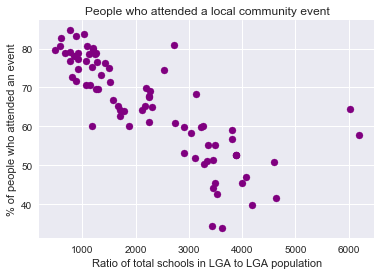 People who attended a local community event
% of people who attended an event
80
70
60
50
40
1000 2000 3000 4000 5000 6000
Ratio of total schools in LGA to LGA population